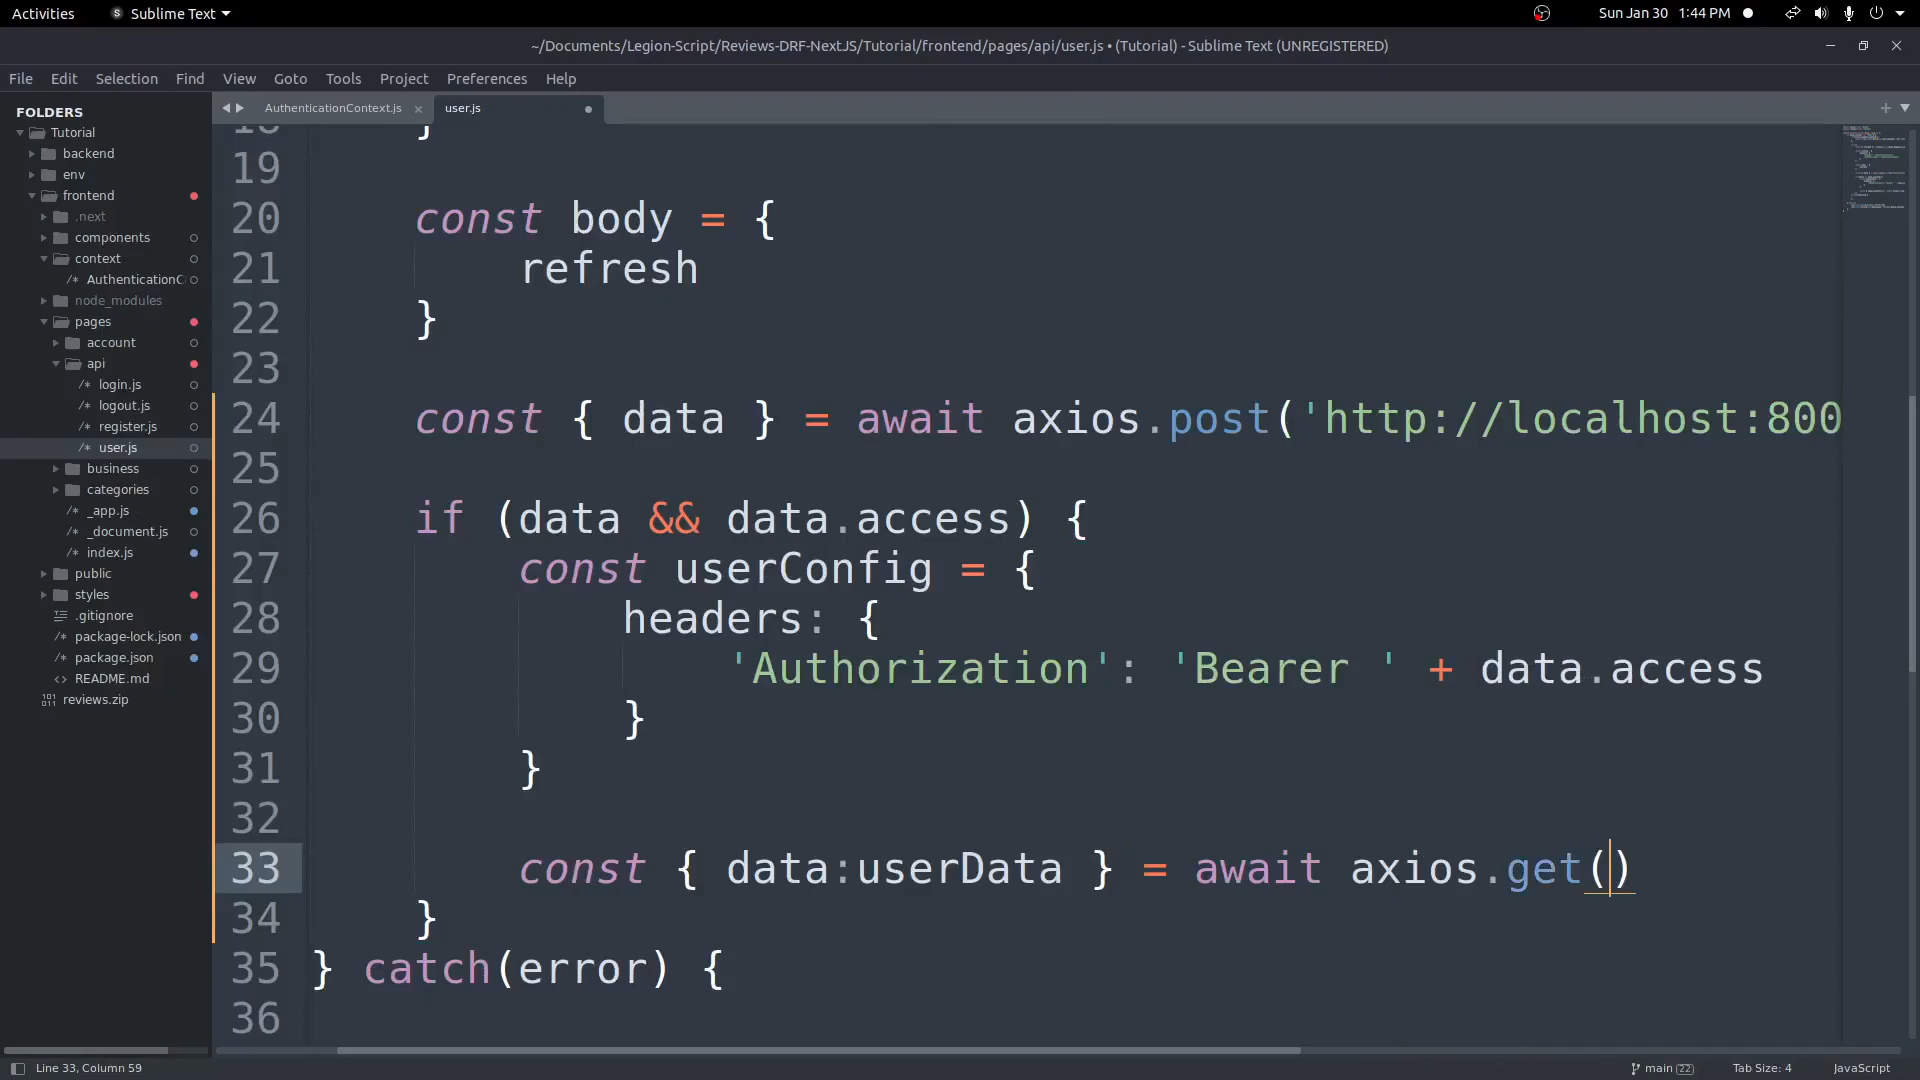 Activities Sublime Text Sun Jan 30 1:44 PM
~/Documents/Legion-Script/Reviews-DRF-NextJS/Tutorial/frontend/pages/api/user.js • (Tutorial) - Sublime Text (UNREGISTERED)
File Edit Selection Find View Goto Tools Project Preferences Help
FOLDERS
Tutorial
backend
env
frontend
.next
components
context
/* AuthenticationC
node_modules
pages
account
api
/* login.js
/* logout.js
/* register.js
/* user.js
business
categories
/* _app.js
/* _document.js
/* index.js
public
styles
.gitignore
/* package-lock.json
/* package.json
<> README.md
reviews.zip
AuthenticationContext.js × user.js
18 }
19
20 const body = {
21 refresh
22 }
23
24 const { data } = await axios.post('http://localhost:800
25
26 if (data && data.access) {
27 const userConfig = {
28 headers: {
29 'Authorization': 'Bearer ' + data.access
30 }
31 }
32
33 const { data:userData } = await axios.get()
34 }
35 } catch(error) {
36
Line 33, Column 59 main 22 Tab Size: 4 JavaScript